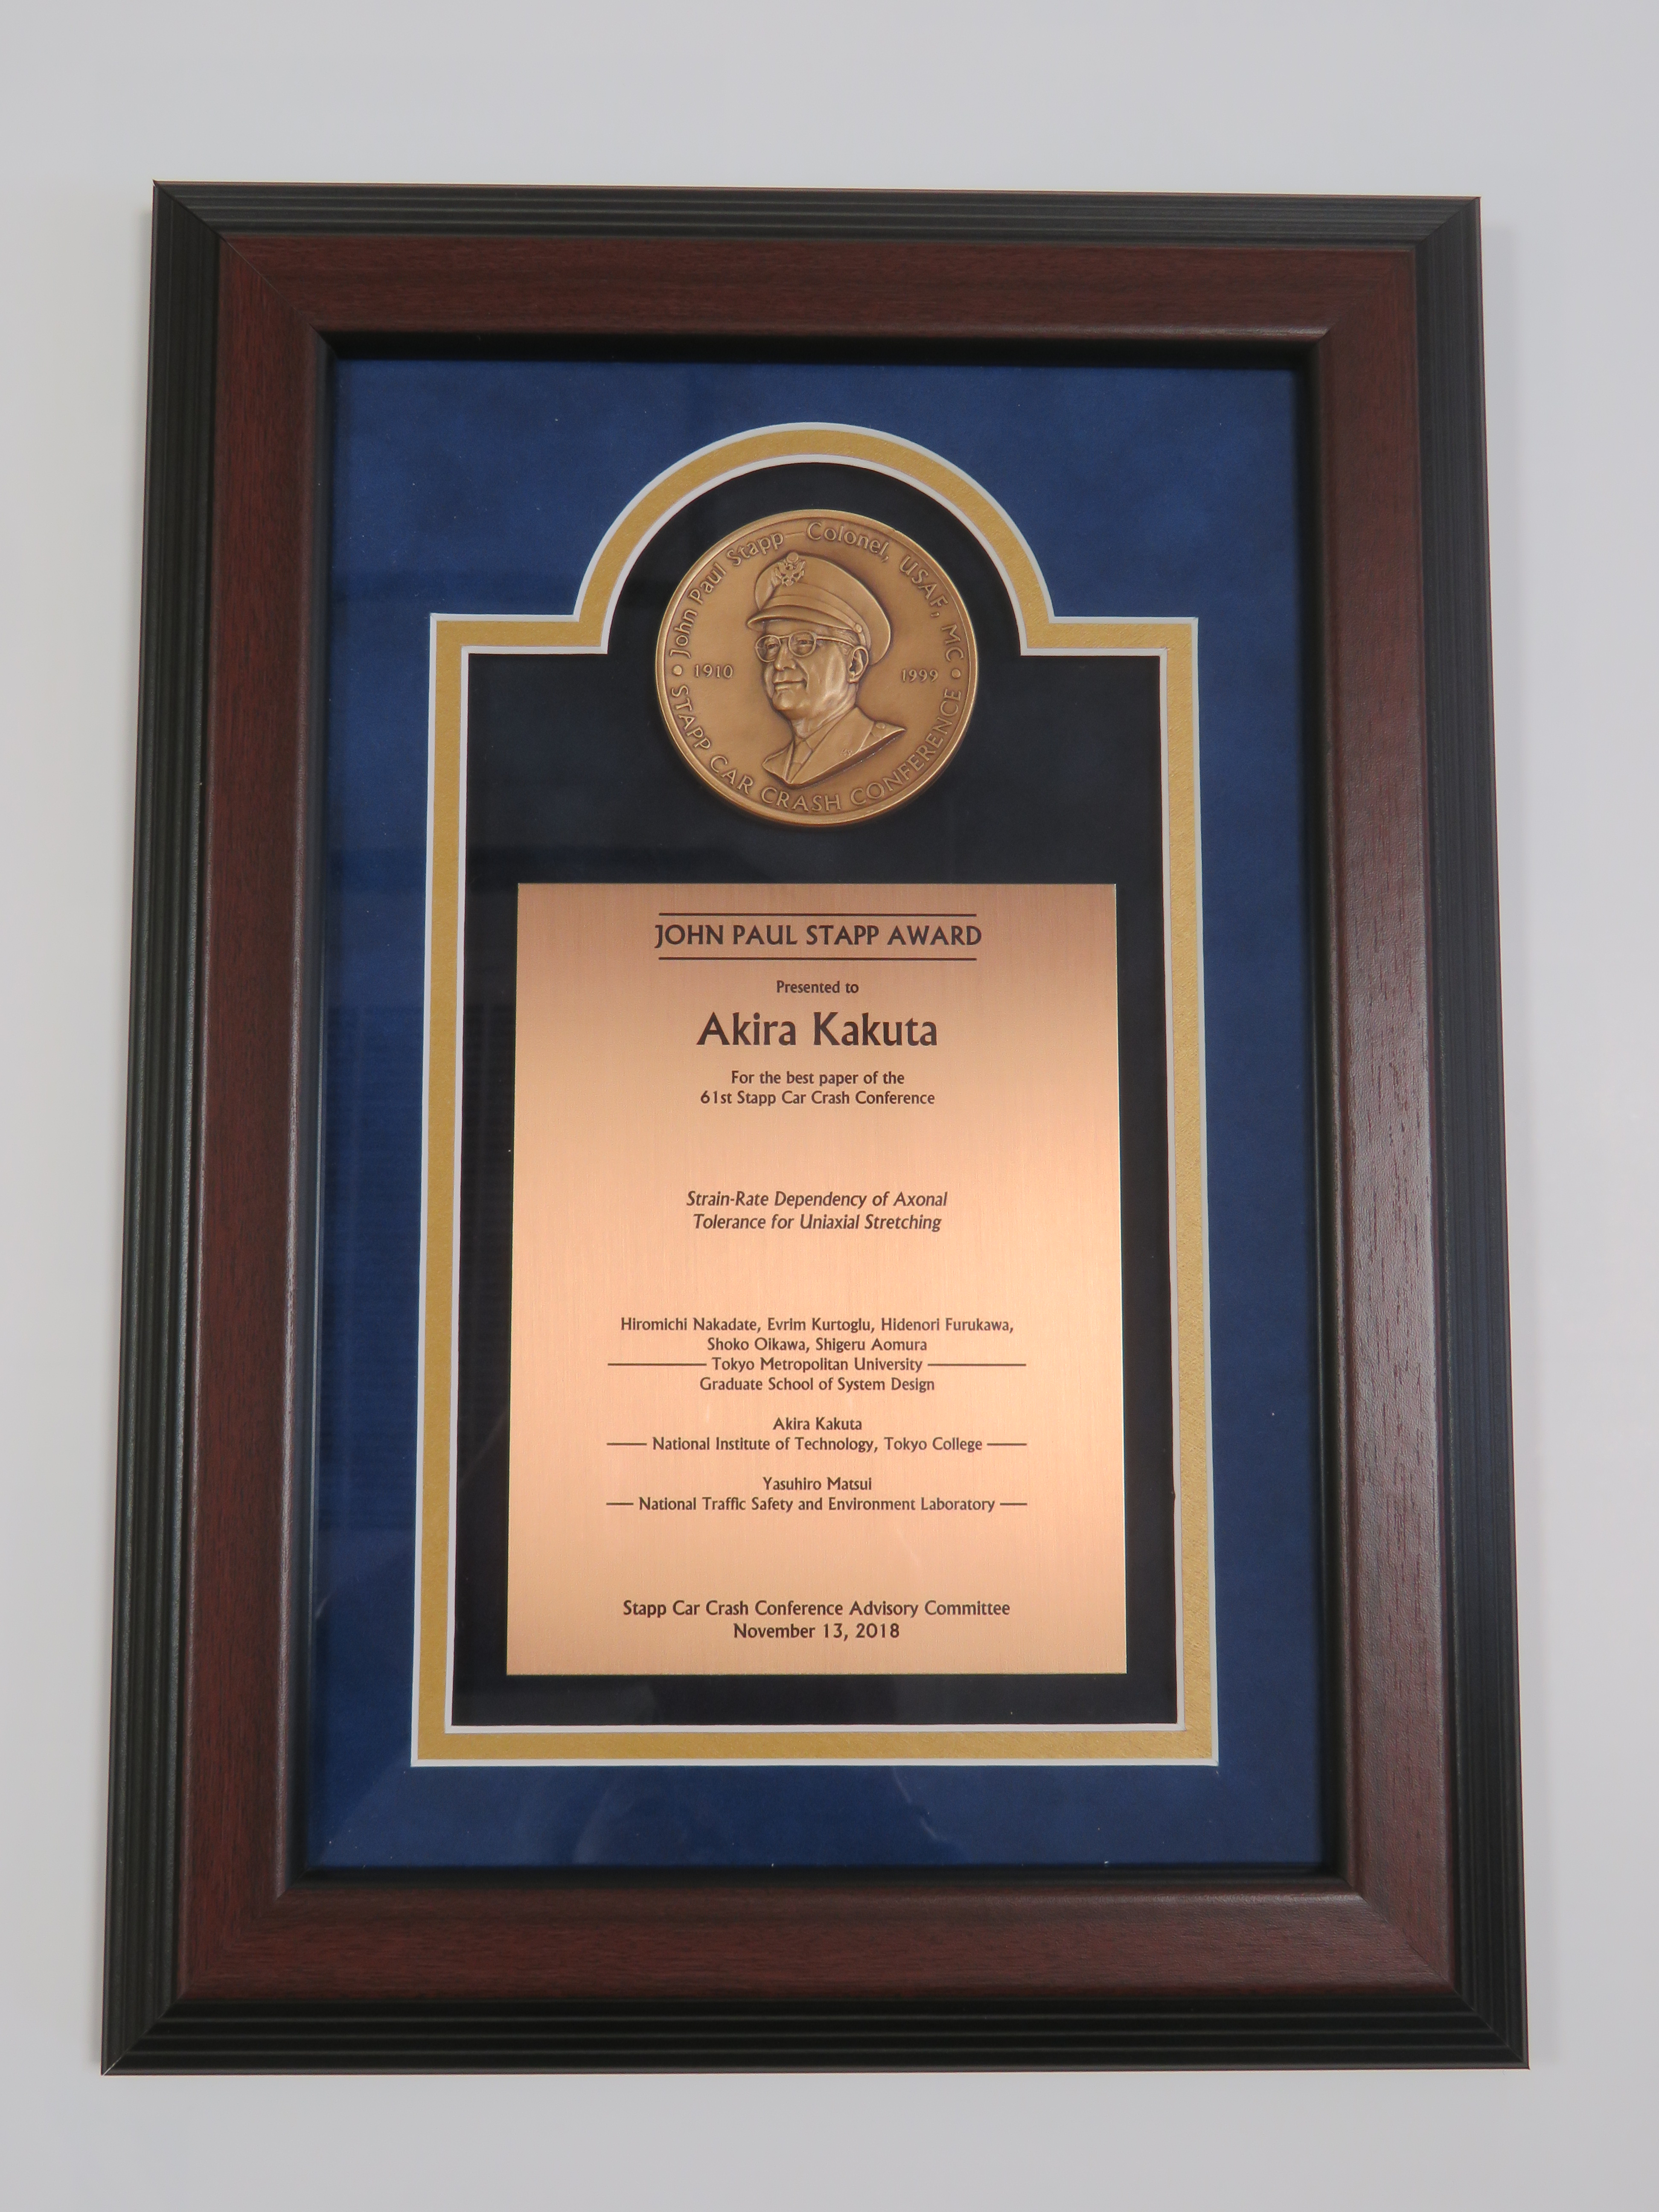 John Paul Stapp - Colonel, USAF, MC
1910
1999
STAPP CAR CRASH CONFERENCE
JOHN PAUL STAPP AWARD
Presented to
Akira Kakuta
For the best paper of the
61st Stapp Car Crash Conference
Strain-Rate Dependency of Axonal
Tolerance for Uniaxial Stretching
Hiromichi Nakadate, Evrim Kurtoglu, Hidenori Furukawa,
Shoko Oikawa, Shigeru Aomura
Tokyo Metropolitan University
Graduate School of System Design
Akira Kakuta
National Institute of Technology, Tokyo College
Yasuhiro Matsui
National Traffic Safety and Environment Laboratory
Stapp Car Crash Conference Advisory Committee
November 13, 2018